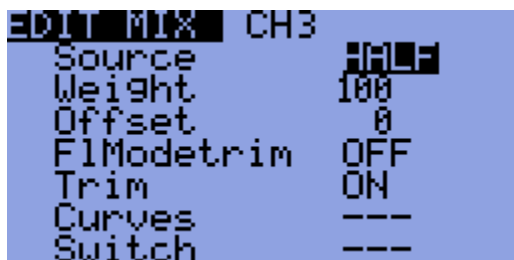 EDIT MIX CH3
Source HALF
Weight 100
Offset 0
FlModetrim OFF
Trim ON
Curves ---
Switch ---